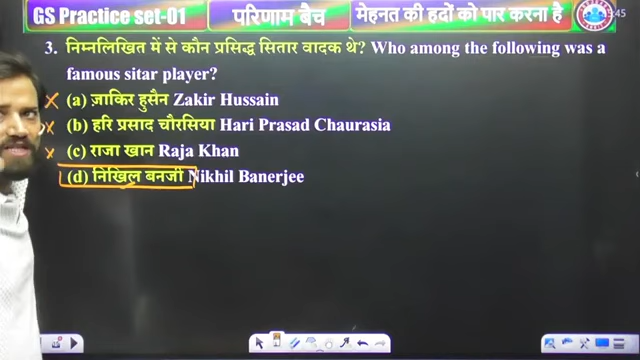 GS Practice set-01 परिणाम बैच मेहनत की हदों को पार करना है
3. निम्नलिखित में से कौन प्रसिद्ध सितार वादक थे? Who among the following was a
famous sitar player?
(a) ज़ाकिर हुसैन Zakir Hussain
(b) हरि प्रसाद चौरसिया Hari Prasad Chaurasia
(c) राजा खान Raja Khan
(d) निखिल बनर्जी Nikhil Banerjee